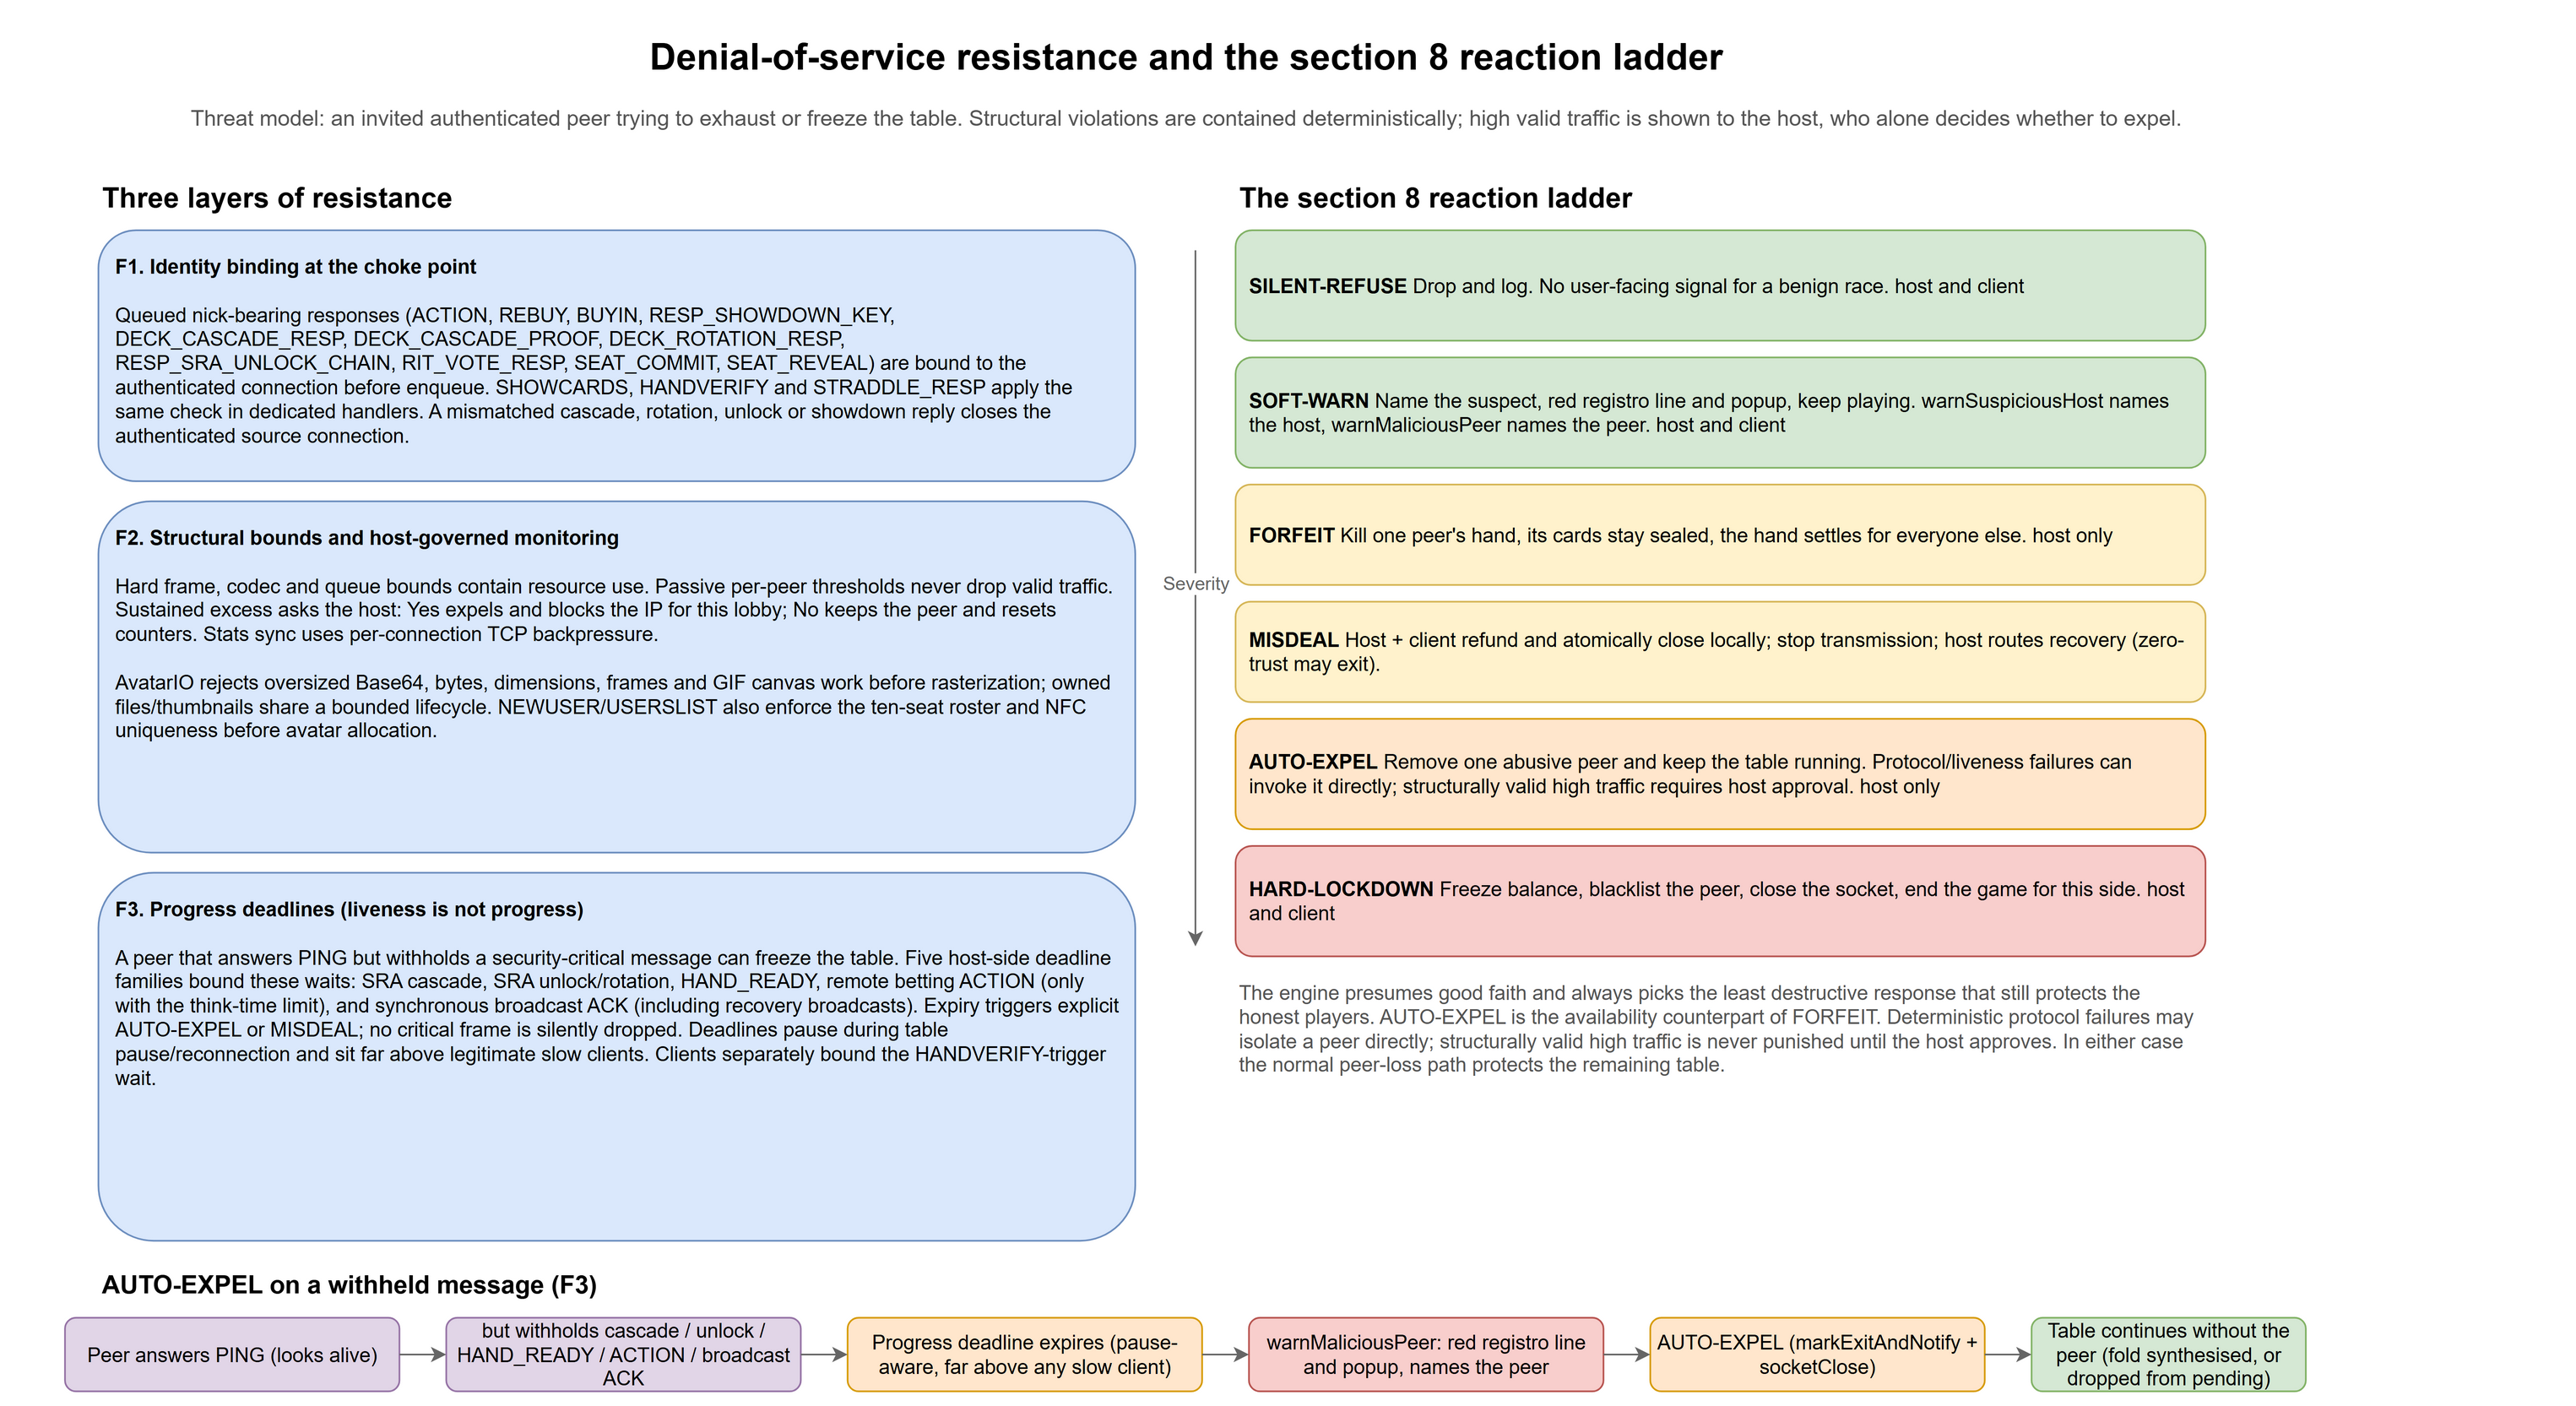 Denial-of-service resistance and the section 8 reaction ladder
Threat model: an invited authenticated peer trying to exhaust or freeze the table. Structural violations are contained deterministically; high valid traffic is shown to the host, who alone decides whether to expel.
Three layers of resistance
F1. Identity binding at the choke point
Queued nick-bearing responses (ACTION, REBUY, BUYIN, RESP_SHOWDOWN_KEY,
DECK_CASCADE_RESP, DECK_CASCADE_PROOF, DECK_ROTATION_RESP,
RESP_SRA_UNLOCK_CHAIN, RIT_VOTE_RESP, SEAT_COMMIT, SEAT_REVEAL) are bound to the
authenticated connection before enqueue. SHOWCARDS, HANDVERIFY and STRADDLE_RESP apply the
same check in dedicated handlers. A mismatched cascade, rotation, unlock or showdown reply closes the
authenticated source connection.
F2. Structural bounds and host-governed monitoring
Hard frame, codec and queue bounds contain resource use. Passive per-peer thresholds never drop valid traffic.
Sustained excess asks the host: Yes expels and blocks the IP for this lobby; No keeps the peer and resets
counters. Stats sync uses per-connection TCP backpressure.
AvatarIO rejects oversized Base64, bytes, dimensions, frames and GIF canvas work before rasterization; owned
files/thumbnails share a bounded lifecycle. NEWUSER/USERSLIST also enforce the ten-seat roster and NFC
uniqueness before avatar allocation.
F3. Progress deadlines (liveness is not progress)
A peer that answers PING but withholds a security-critical message can freeze the table. Five host-side deadline
families bound these waits: SRA cascade, SRA unlock/rotation, HAND_READY, remote betting ACTION (only
with the think-time limit), and synchronous broadcast ACK (including recovery broadcasts). Expiry triggers explicit
AUTO-EXPEL or MISDEAL; no critical frame is silently dropped. Deadlines pause during table
pause/reconnection and sit far above legitimate slow clients. Clients separately bound the HANDVERIFY-trigger
wait.
Severity
The section 8 reaction ladder
SILENT-REFUSE Drop and log. No user-facing signal for a benign race. host and client
SOFT-WARN Name the suspect, red registro line and popup, keep playing. warnSuspiciousHost names
the host, warnMaliciousPeer names the peer. host and client
FORFEIT Kill one peer's hand, its cards stay sealed, the hand settles for everyone else. host only
MISDEAL Host + client refund and atomically close locally; stop transmission; host routes recovery (zero-
trust may exit).
AUTO-EXPEL Remove one abusive peer and keep the table running. Protocol/liveness failures can
invoke it directly; structurally valid high traffic requires host approval. host only
HARD-LOCKDOWN Freeze balance, blacklist the peer, close the socket, end the game for this side. host
and client
The engine presumes good faith and always picks the least destructive response that still protects the
honest players. AUTO-EXPEL is the availability counterpart of FORFEIT. Deterministic protocol failures may
isolate a peer directly; structurally valid high traffic is never punished until the host approves. In either case
the normal peer-loss path protects the remaining table.
AUTO-EXPEL on a withheld message (F3)
Peer answers PING (looks alive)
but withholds cascade / unlock /
HAND_READY / ACTION / broadcast
ACK
Progress deadline expires (pause-
aware, far above any slow client)
warnMaliciousPeer: red registro line
and popup, names the peer
AUTO-EXPEL (markExitAndNotify +
socketClose)
Table continues without the
peer (fold synthesised, or
dropped from pending)